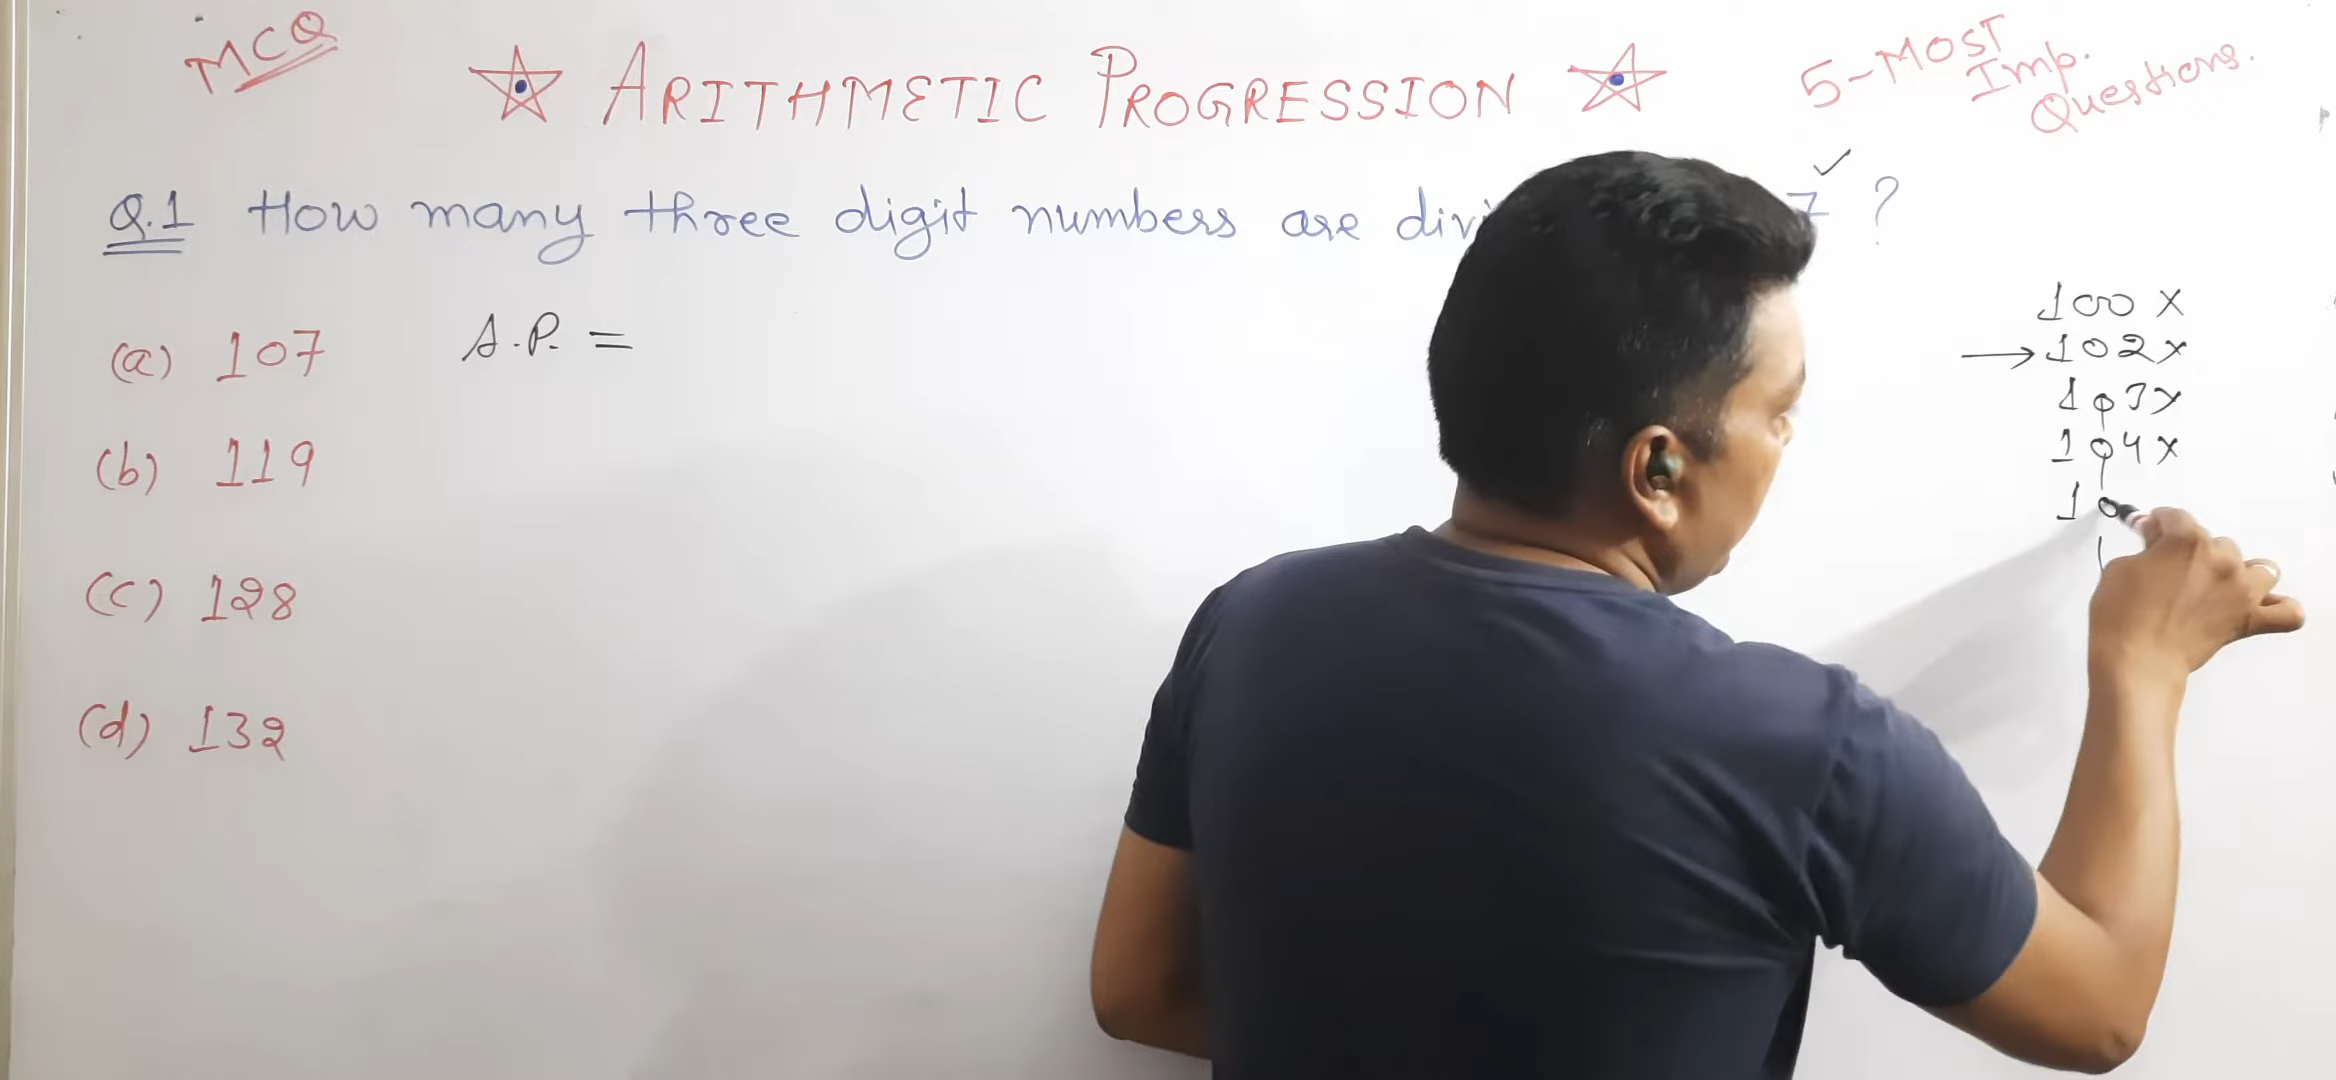 MCQ
ARITHMETIC PROGRESSION
5-MOST
Imp.
Questions.
Q.1 How many three digit numbers are 7 ?
(a) 107
A.P. =
(b) 119
(c) 128
(d) 132
100 ×
→ 102 ×
103 ×
104 ×
10